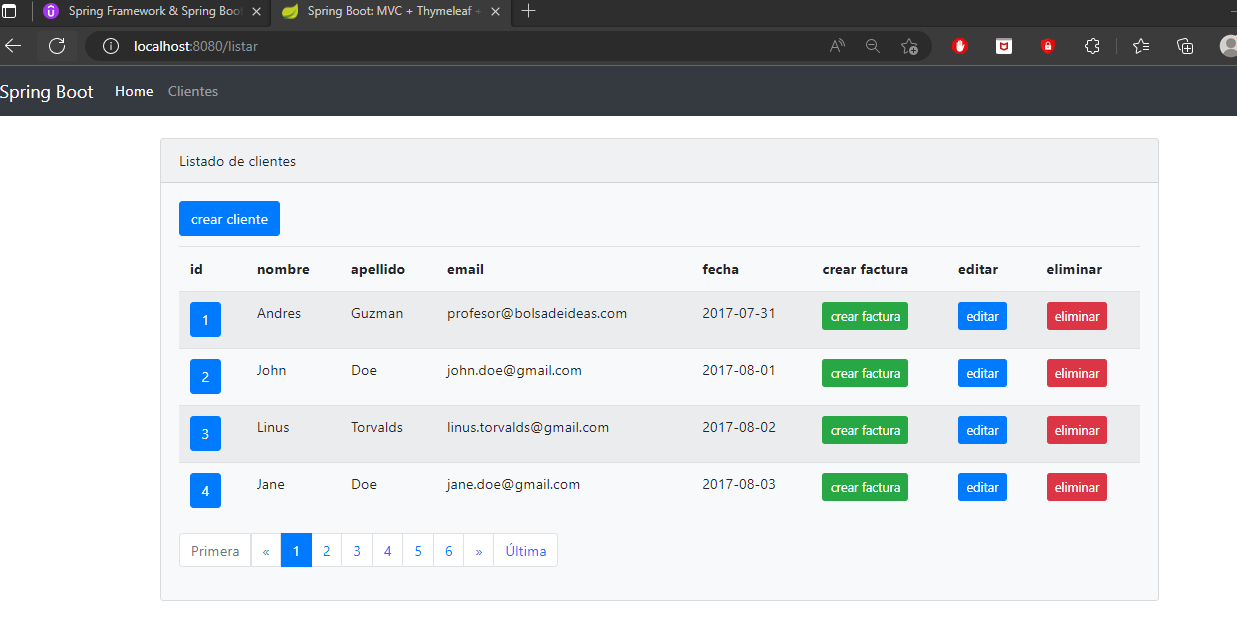 Spring Framework & Spring Boo
Spring Boot: MVC + Thymeleaf
localhost:8080/listar
Spring Boot Home Clientes
Listado de clientes
crear cliente
id nombre apellido email fecha crear factura editar eliminar
1 Andres Guzman profesor@bolsadeideas.com 2017-07-31 crear factura editar eliminar
2 John Doe john.doe@gmail.com 2017-08-01 crear factura editar eliminar
3 Linus Torvalds linus.torvalds@gmail.com 2017-08-02 crear factura editar eliminar
4 Jane Doe jane.doe@gmail.com 2017-08-03 crear factura editar eliminar
Primera « 1 2 3 4 5 6 » Última